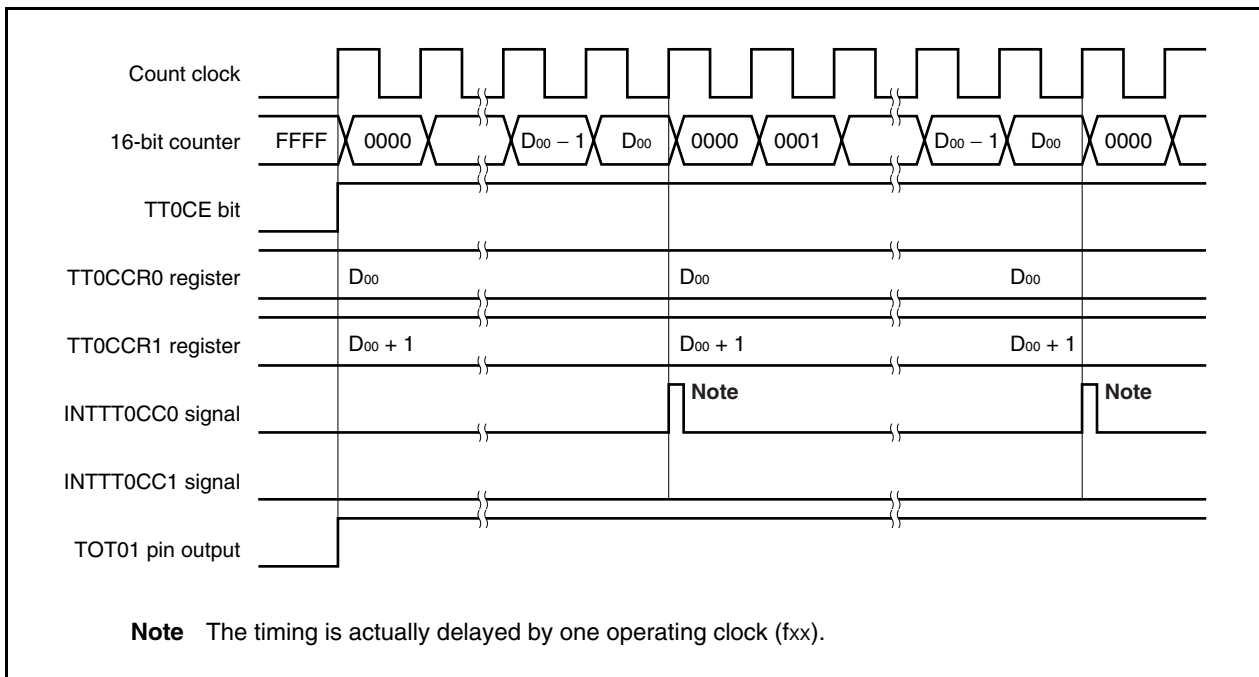 Count clock
16-bit counter FFFF 0000 D00 − 1 D00 0000 0001 D00 − 1 D00 0000
TT0CE bit
TT0CCR0 register D00 D00 D00
TT0CCR1 register D00 + 1 D00 + 1 D00 + 1
INTTT0CC0 signal Note Note
INTTT0CC1 signal
TOT01 pin output
Note The timing is actually delayed by one operating clock (fxx).